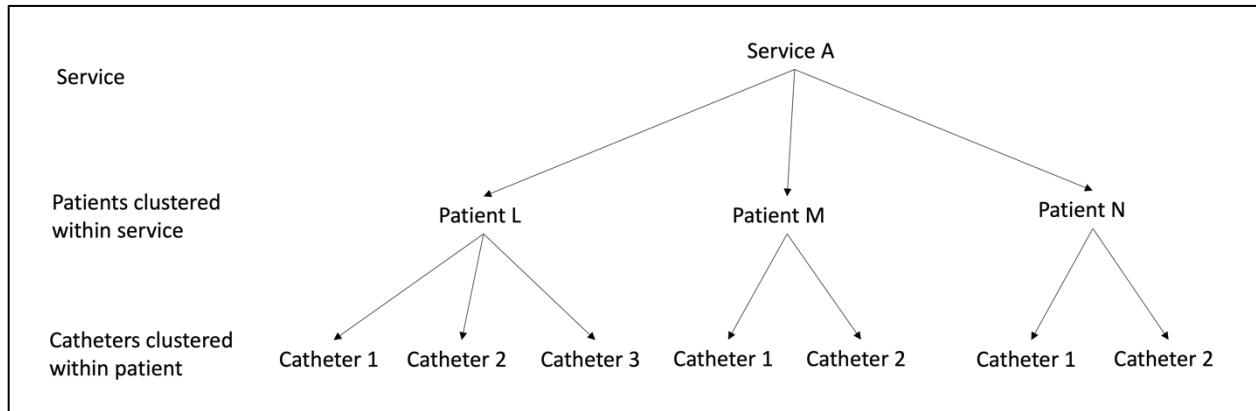 Service A
Service
Patients clustered
within service
Patient L
Patient M
Patient N
Catheters clustered
within patient
Catheter 1
Catheter 2
Catheter 3
Catheter 1
Catheter 2
Catheter 1
Catheter 2